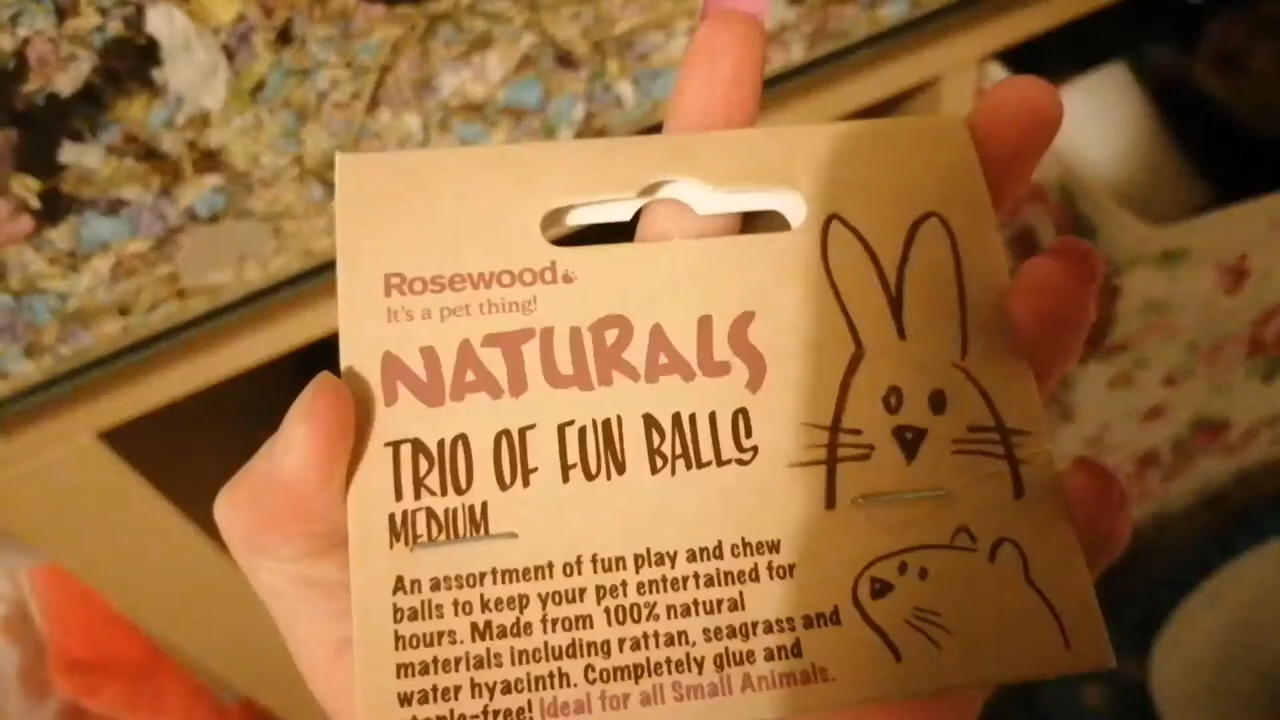 Rosewood.
It's a pet thing!
NATURALS
TRIO OF FUN BALLS
MEDIUM
An assortment of fun play and chew
balls to keep your pet entertained for
hours. Made from 100% natural
materials including rattan, seagrass and
water hyacinth. Completely glue and
staple-free! Ideal for all Small Animals.